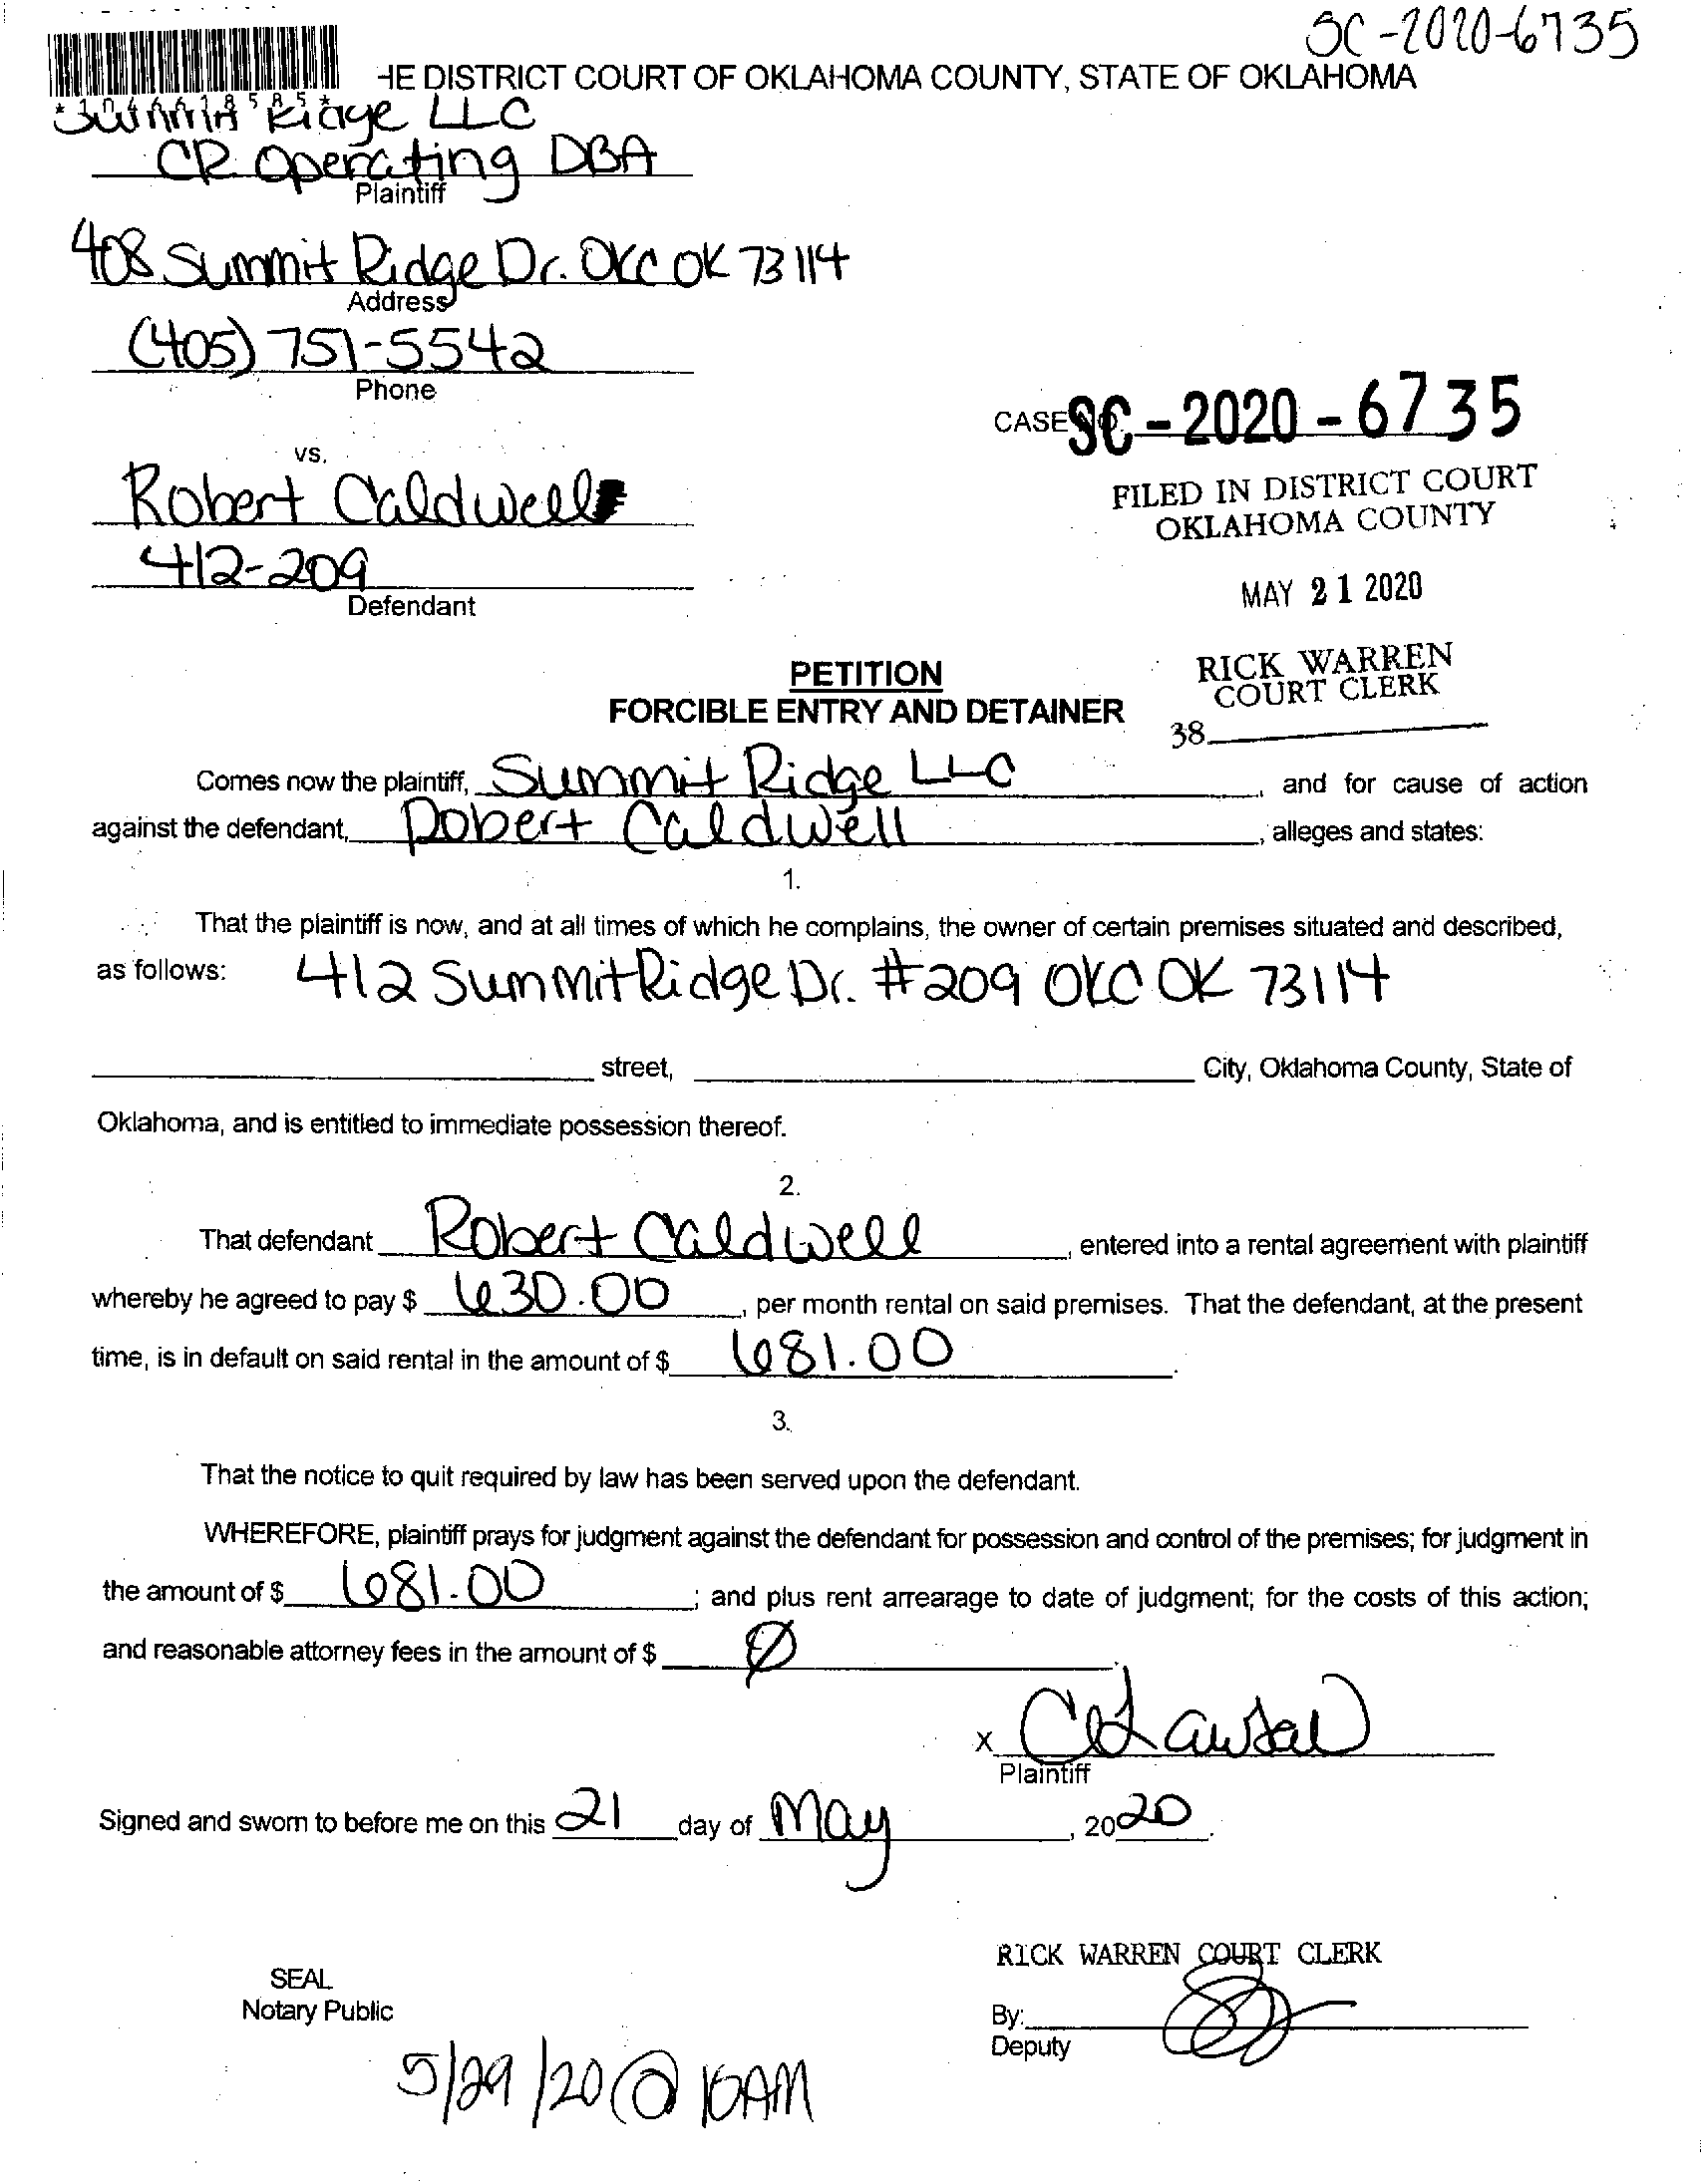 SC-2020-6735
HE DISTRICT COURT OF OKLAHOMA COUNTY, STATE OF OKLAHOMA
*1046618585*
Summit Ridge LLC
CR Operating DBA
Plaintiff
408 Summit Ridge Dr. OKC OK 73114
Address
(405) 751-5542
Phone
CASE NO. SC-2020-6735
vs.
FILED IN DISTRICT COURT
OKLAHOMA COUNTY
Robert Caldwell
412-209
Defendant
MAY 21 2020
RICK WARREN
COURT CLERK
38
PETITION
FORCIBLE ENTRY AND DETAINER
Comes now the plaintiff, Summit Ridge LLC, and for cause of action
against the defendant, Robert Caldwell, alleges and states:
1.
That the plaintiff is now, and at all times of which he complains, the owner of certain premises situated and described,
as follows: 412 Summit Ridge Dr. #209 OKC OK 73114
street, City, Oklahoma County, State of
Oklahoma, and is entitled to immediate possession thereof.
2.
That defendant Robert Caldwell, entered into a rental agreement with plaintiff
whereby he agreed to pay $ 630.00, per month rental on said premises. That the defendant, at the present
time, is in default on said rental in the amount of $ 681.00.
3.
That the notice to quit required by law has been served upon the defendant.
WHEREFORE, plaintiff prays for judgment against the defendant for possession and control of the premises; for judgment in
the amount of $ 681.00; and plus rent arrearage to date of judgment; for the costs of this action;
and reasonable attorney fees in the amount of $ Ø.
X
Plaintiff
Signed and sworn to before me on this 21 day of May, 2020.
RICK WARREN COURT CLERK
SEAL
Notary Public
By:
Deputy
5/29/20 @ 10AM